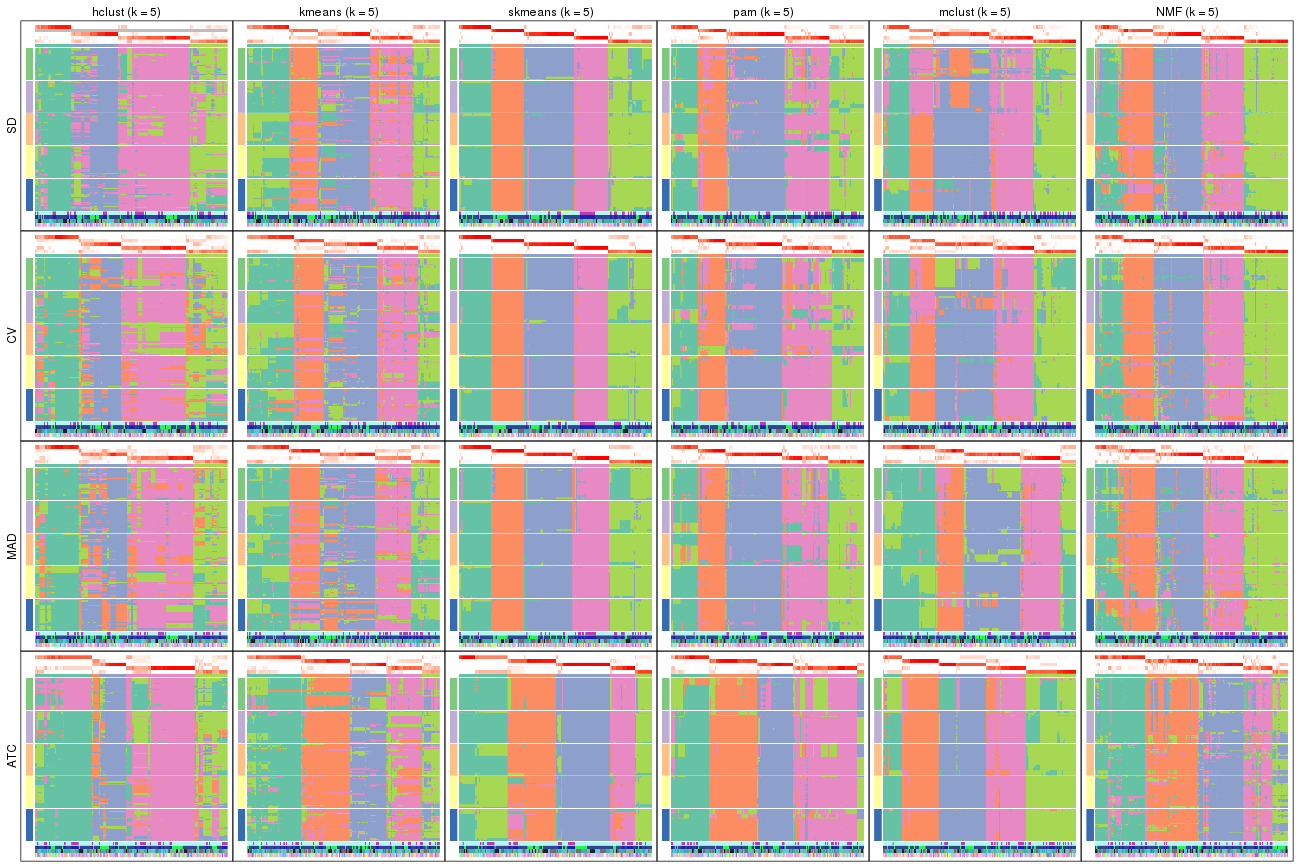 hclust (k = 5) kmeans (k = 5) skmeans (k = 5) pam (k = 5) mclust (k = 5) NMF (k = 5)
SD
CV
MAD
ATC